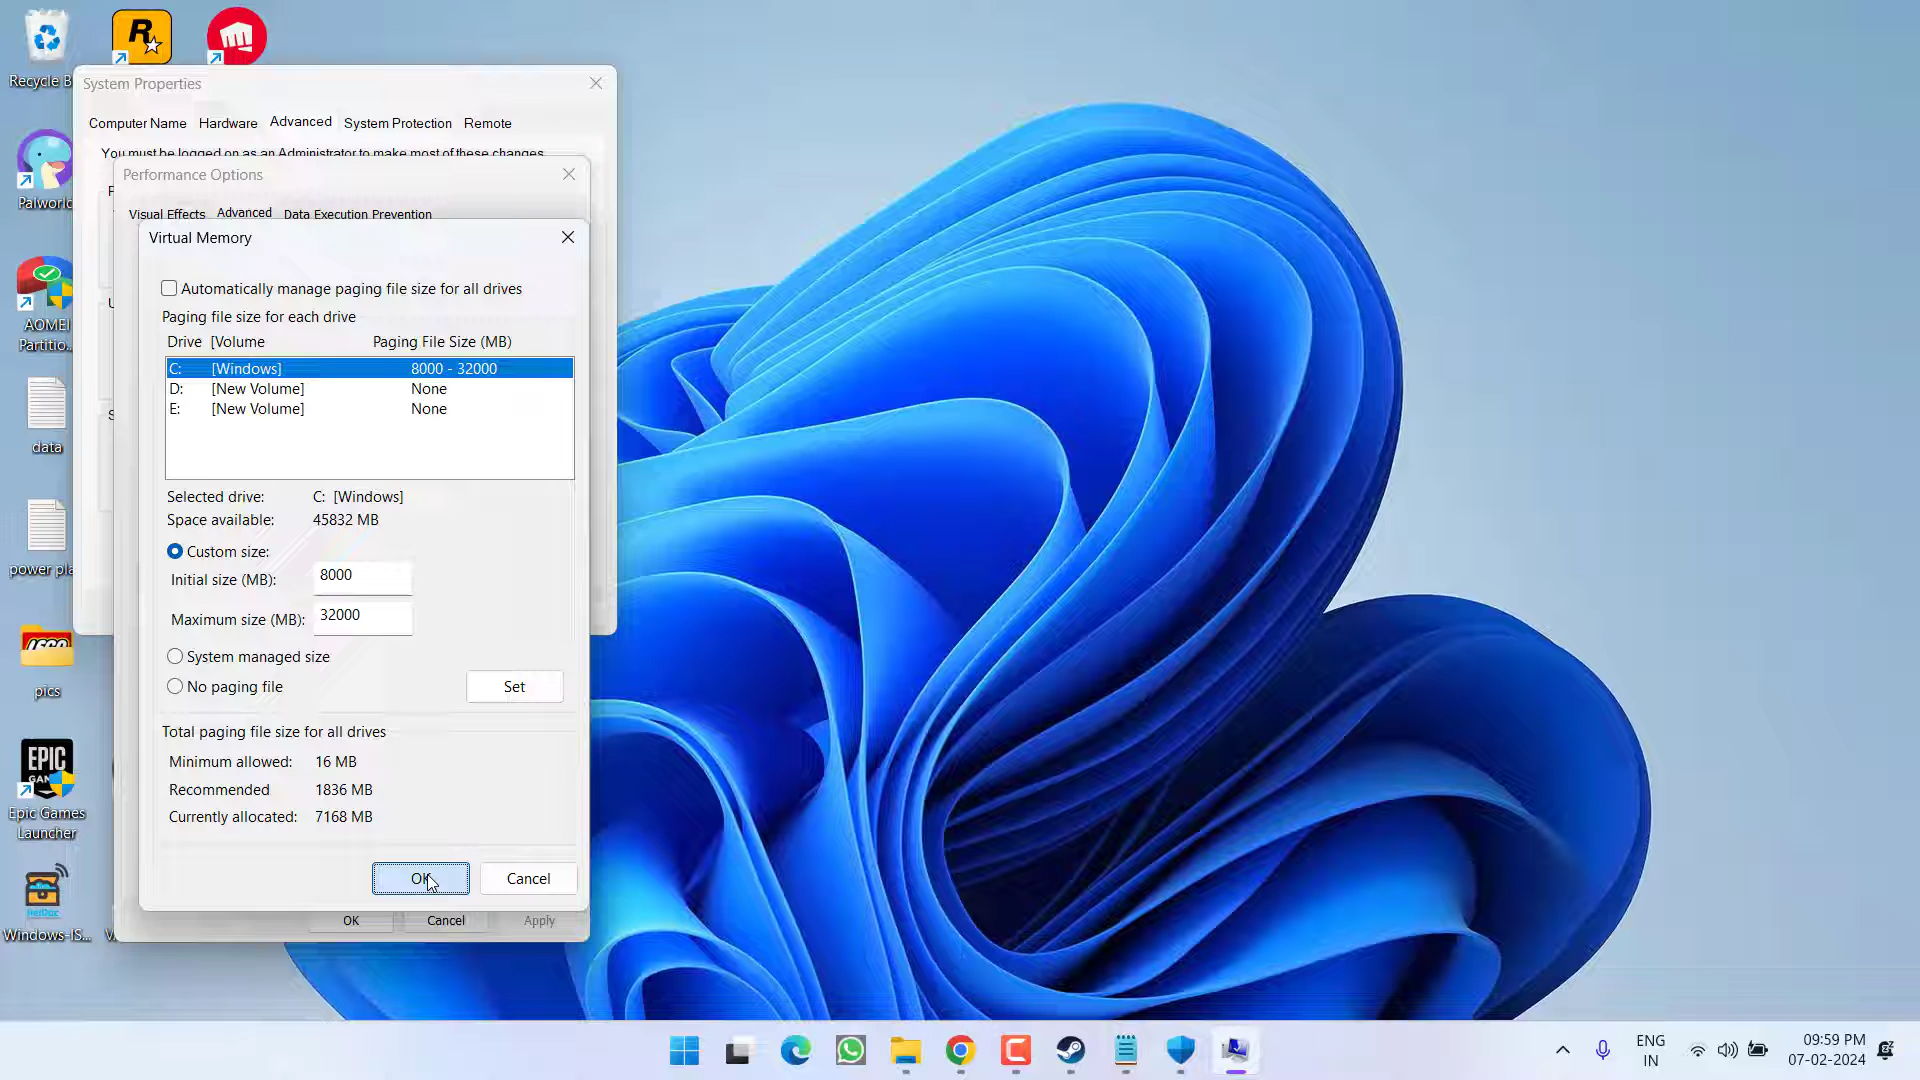 Recycle B
System Properties
Computer Name Hardware Advanced System Protection Remote
You must be logged on as an Administrator to make most of these changes.
Performance Options
Visual Effects Advanced Data Execution Prevention
Virtual Memory
Automatically manage paging file size for all drives
Paging file size for each drive
Drive [Volume Paging File Size (MB)
C: [Windows] 8000 - 32000
D: [New Volume] None
E: [New Volume] None
Selected drive: C: [Windows]
Space available: 45832 MB
Custom size:
Initial size (MB): 8000
Maximum size (MB): 32000
System managed size
No paging file
Set
Total paging file size for all drives
Minimum allowed: 16 MB
Recommended 1836 MB
Currently allocated: 7168 MB
OK Cancel
OK Cancel Apply
Palworld
AOMEI
Partitio...
data
power pla
pics
EPIC
GAMES
Epic Games
Launcher
Windows-IS...
ENG
IN
09:59 PM
07-02-2024